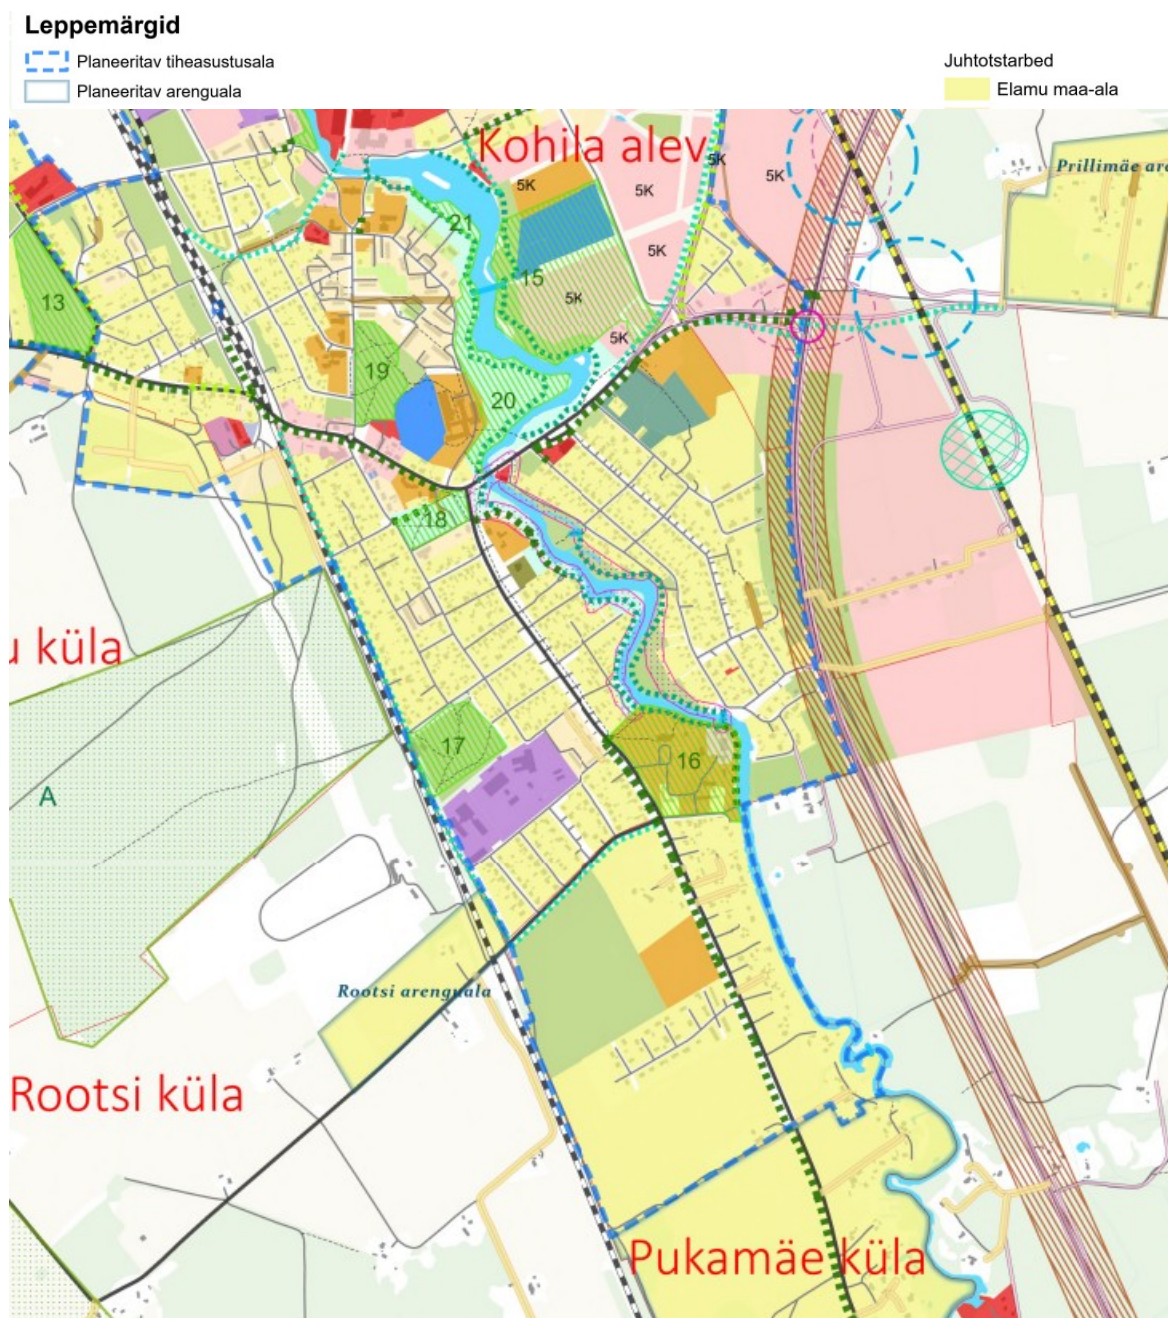 Leppemärgid
Planeeritav tiheasustusala
Planeeritav arenguala
Juhtotstarbed
Elamu maa-ala
Kohila alev
5K
5K
5K
5K
Prillimäe are
21
15
5K
13
5K
5K
19
20
18
u küla
17
16
A
Rootsi arenguala
Rootsi küla
Pukamäe küla